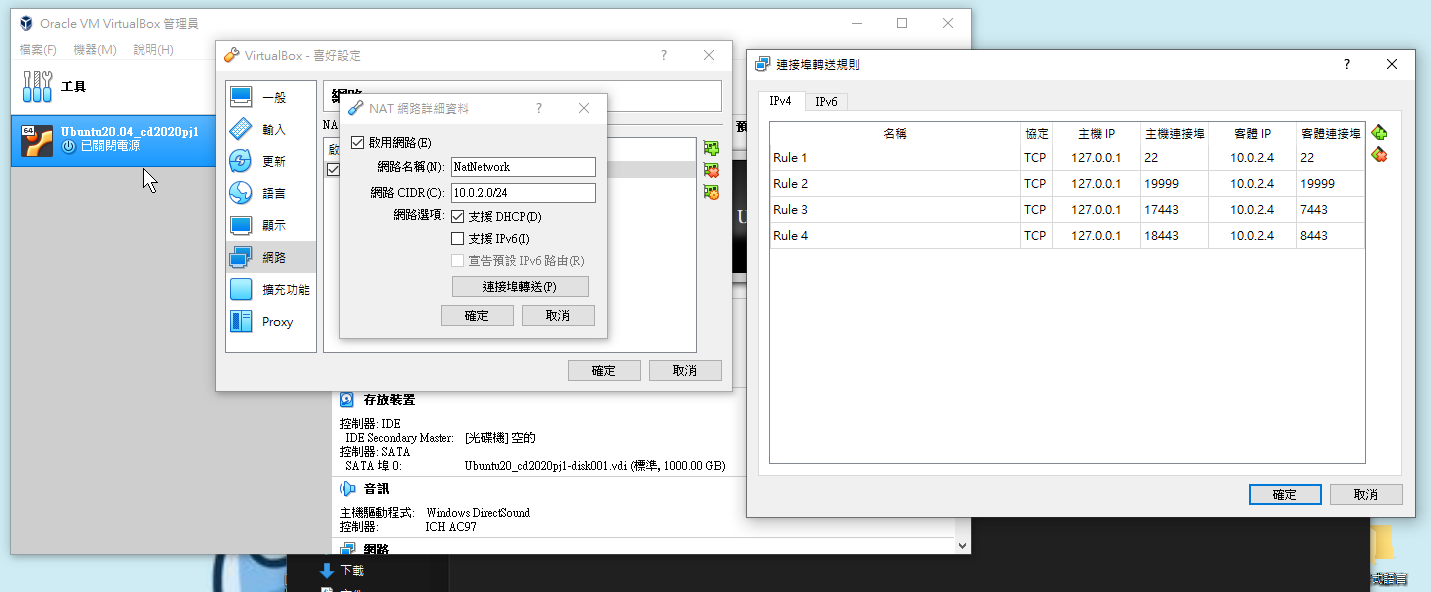 Oracle VM VirtualBox 管理員
檔案(F) 機器(M) 說明(H)
工具
64
Ubuntu20.04_cd2020pj1
已關閉電源
VirtualBox - 喜好設定
?
一般
輸入
更新
語言
顯示
網路
擴充功能
Proxy
網路
NA
啟
NAT 網路詳細資料
?
啟用網路(E)
網路名稱(N): NatNetwork
網路 CIDR(C): 10.0.2.0/24
網路選項: 支援 DHCP(D)
支援 IPv6(I)
宣告預設 IPv6 路由(R)
連接埠轉送(P)
確定 取消
確定 取消
預
U
存放裝置
控制器: IDE
IDE Secondary Master: [光碟機] 空的
控制器: SATA
SATA 埠 0: Ubuntu20_cd2020pj1-disk001.vdi (標準, 1000.00 GB)
音訊
主機驅動程式: Windows DirectSound
控制器: ICH AC97
網路
下載
連接埠轉送規則
?
IPv4 IPv6
名稱 協定 主機 IP 主機連接埠 客體 IP 客體連接埠
Rule 1 TCP 127.0.0.1 22 10.0.2.4 22
Rule 2 TCP 127.0.0.1 19999 10.0.2.4 19999
Rule 3 TCP 127.0.0.1 17443 10.0.2.4 7443
Rule 4 TCP 127.0.0.1 18443 10.0.2.4 8443
確定 取消
式語言